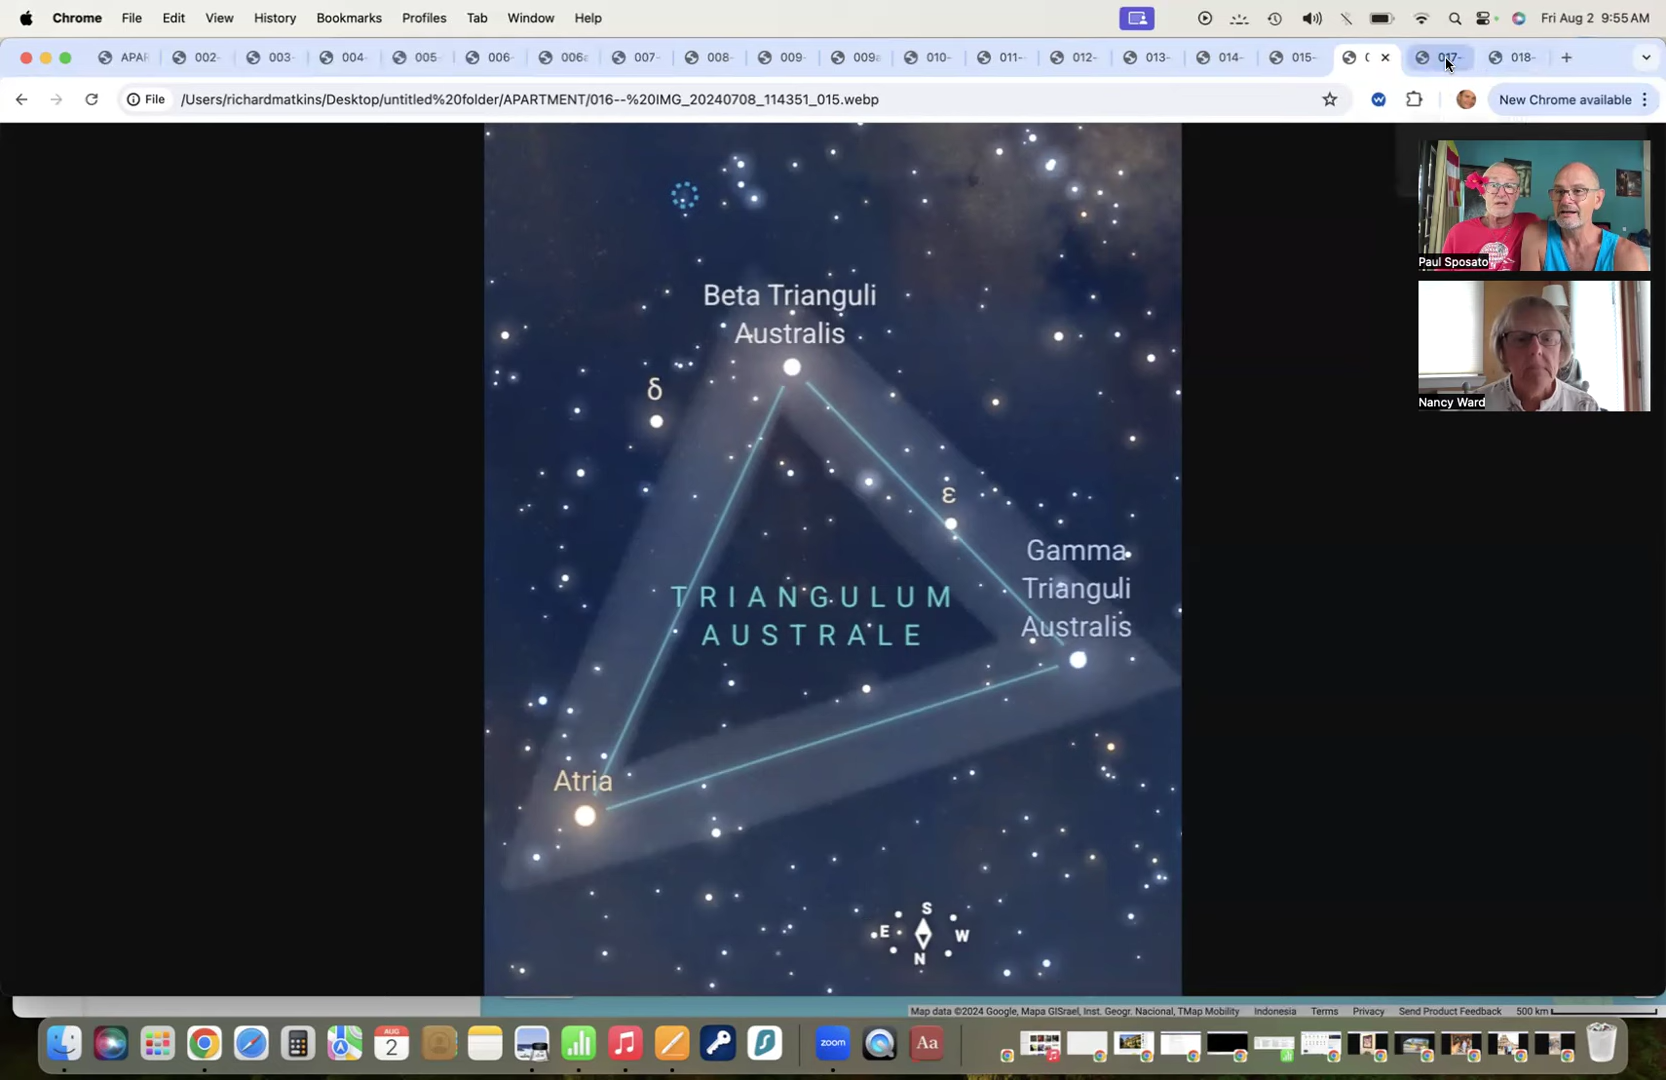 Chrome File Edit View History Bookmarks Profiles Tab Window Help Fri Aug 2 9:55 AM
APAR 002- 003- 004- 005- 006- 006a 007- 008- 009- 009a 010- 011- 012- 013- 014- 015- 017- 018-
File /Users/richardmatkins/Desktop/untitled%20folder/APARTMENT/016--%20IMG_20240708_114351_015.webp New Chrome available
Paul Sposato
Nancy Ward
Beta Trianguli
Australis
δ
ε
Gamma
Trianguli
Australis
TRIANGULUM
AUSTRALE
Atria
S
E W
N
Map data ©2024 Google, Mapa GISrael, Inst. Geogr. Nacional, TMap Mobility Indonesia Terms Privacy Send Product Feedback 500 km
AUG
2
zoom
Aa